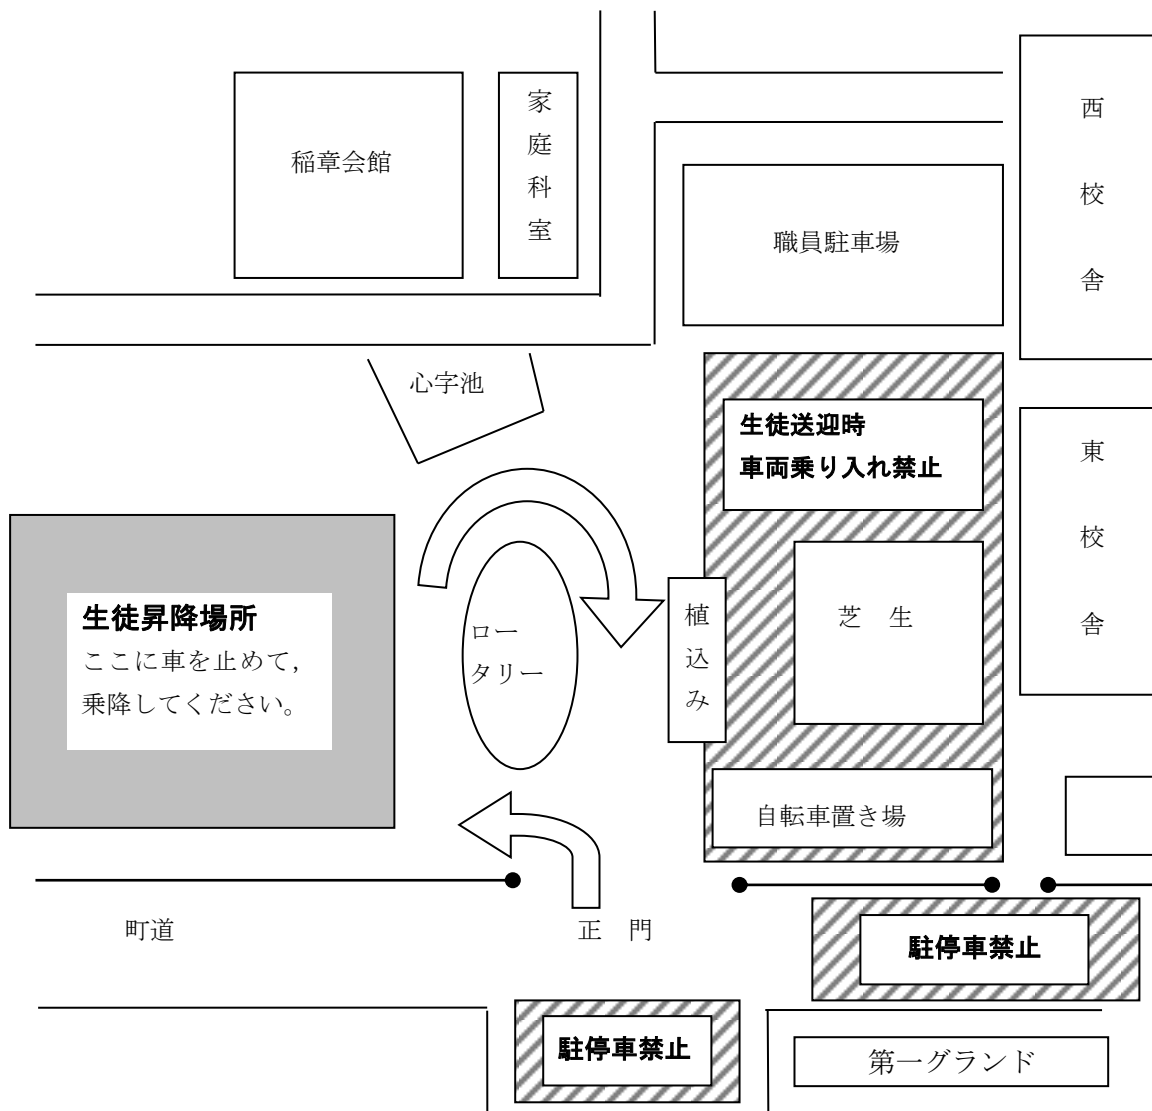 稲章会館
家庭科室
西校舎
職員駐車場
心字池
生徒送迎時
車両乗り入れ禁止
東校舎
生徒昇降場所
ここに車を止めて,
乗降してください。
ロー
タリー
植込み
芝 生
自転車置き場
町道
正 門
駐停車禁止
駐停車禁止
第一グランド